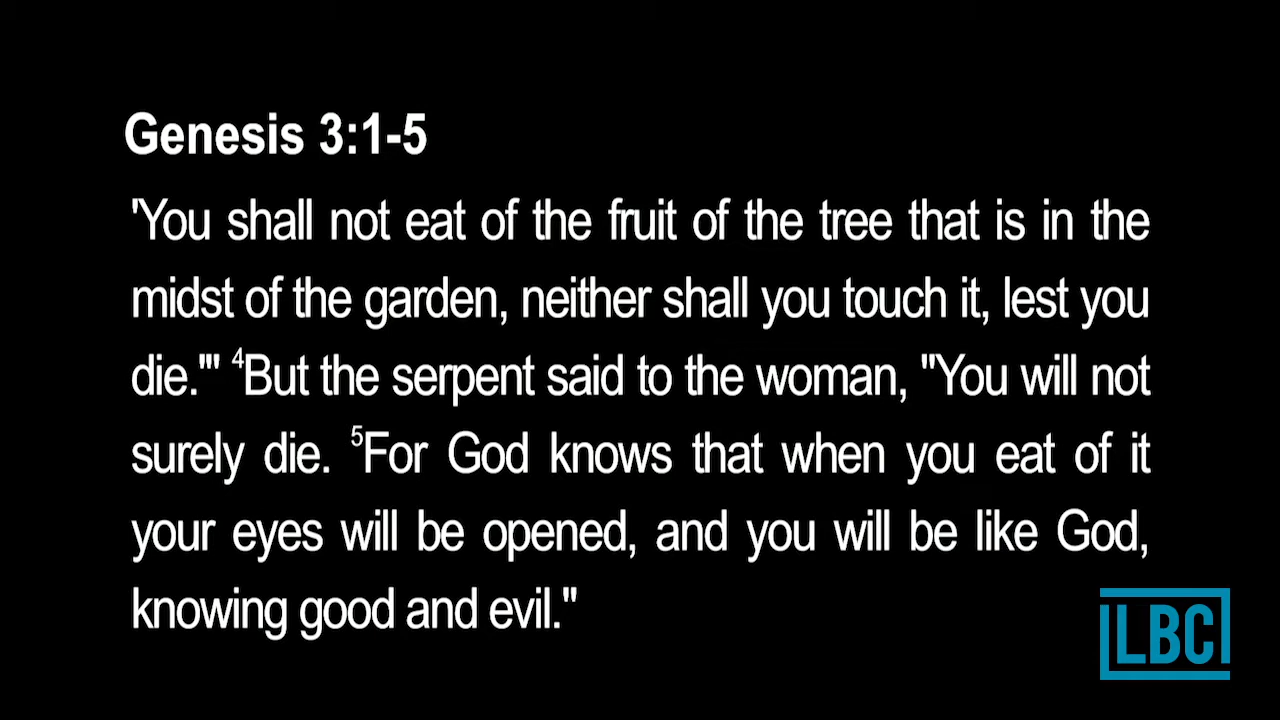 Genesis 3:1-5
'You shall not eat of the fruit of the tree that is in the
midst of the garden, neither shall you touch it, lest you
die.'" ⁴But the serpent said to the woman, "You will not
surely die. ⁵For God knows that when you eat of it
your eyes will be opened, and you will be like God,
knowing good and evil."
LBC